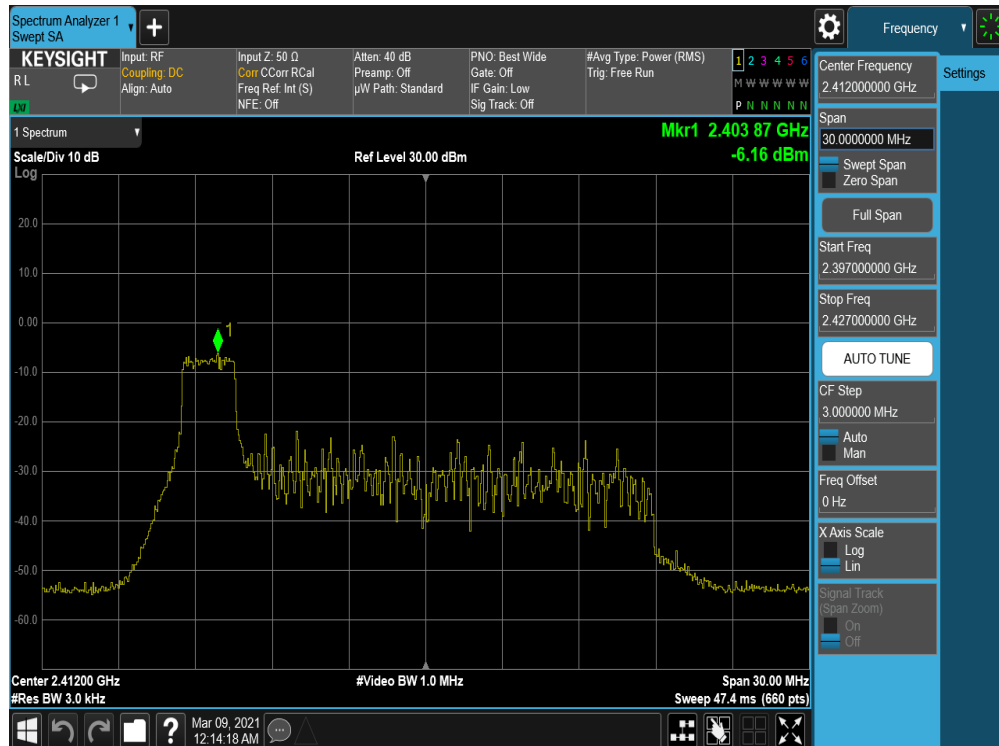 Spectrum Analyzer 1
Swept SA
+
Frequency
KEYSIGHT
R L
LXI
Input: RF
Coupling: DC
Align: Auto
Input Z: 50 Ω
Corr CCorr RCal
Freq Ref: Int (S)
NFE: Off
Atten: 40 dB
Preamp: Off
µW Path: Standard
PNO: Best Wide
Gate: Off
IF Gain: Low
Sig Track: Off
#Avg Type: Power (RMS)
Trig: Free Run
1 2 3 4 5 6
M W W W W W
P N N N N N
1 Spectrum
Scale/Div 10 dB
Log
Ref Level 30.00 dBm
Mkr1 2.403 87 GHz
-6.16 dBm
20.0
10.0
0.00
-10.0
-20.0
-30.0
-40.0
-50.0
-60.0
1
Center 2.41200 GHz
#Res BW 3.0 kHz
#Video BW 1.0 MHz
Span 30.00 MHz
Sweep 47.4 ms (660 pts)
Center Frequency
2.412000000 GHz
Settings
Span
30.0000000 MHz
Swept Span
Zero Span
Full Span
Start Freq
2.397000000 GHz
Stop Freq
2.427000000 GHz
AUTO TUNE
CF Step
3.000000 MHz
Auto
Man
Freq Offset
0 Hz
X Axis Scale
Log
Lin
Signal Track
(Span Zoom)
On
Off
?
Mar 09, 2021
12:14:18 AM